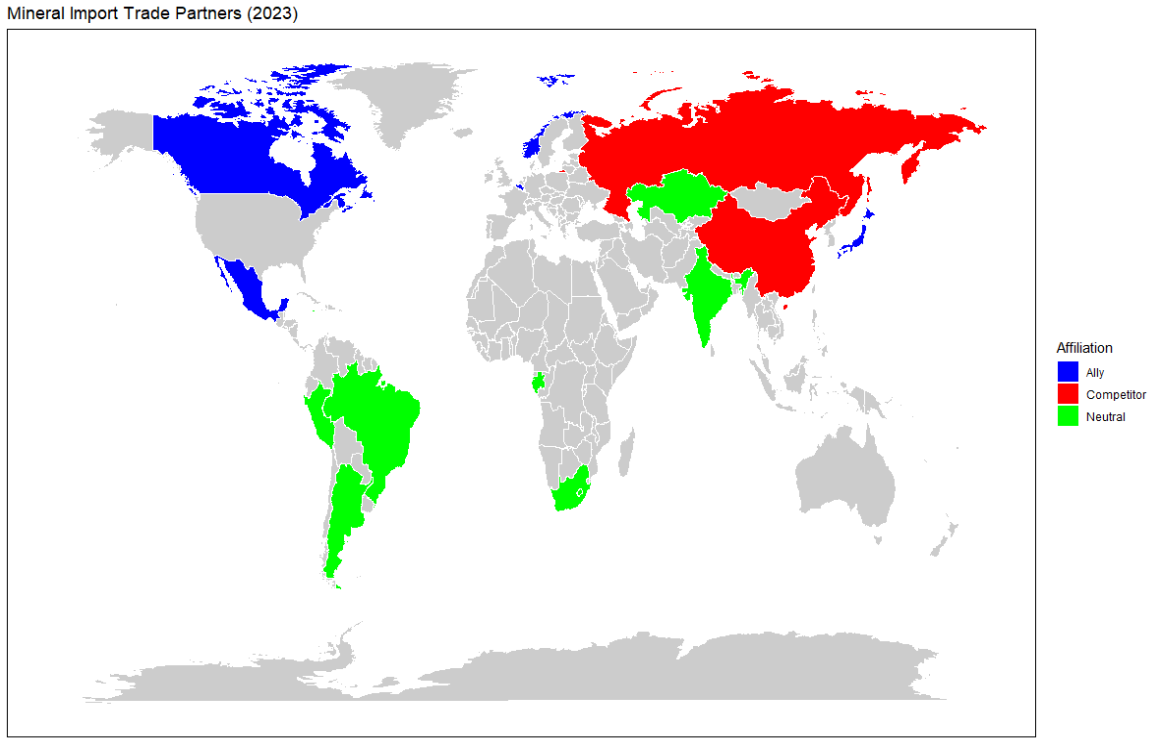 Mineral Import Trade Partners (2023)
Affiliation
Ally
Competitor
Neutral